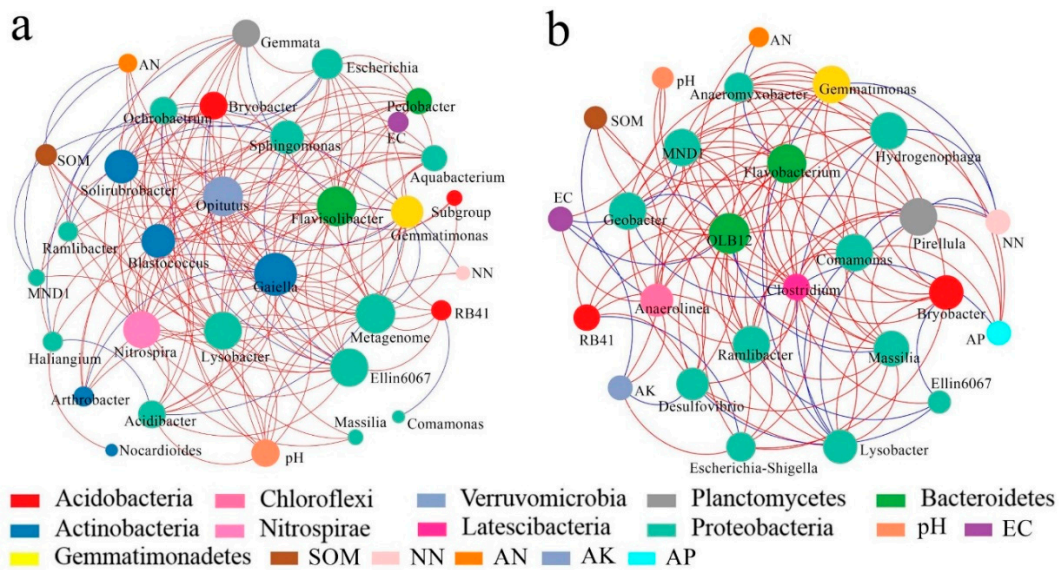 a
Gemmata
AN
Escherichia
Bryobacter
Pedobacter
Ochrobactrum
EC
Sphingomonas
SOM
Aquabacterium
Solirubrobacter
Opitutus
Subgroup
Flavisolibacter
Gemmatimonas
Ramlibacter
Blastococcus
NN
MND1
Gaiella
RB41
Metagenome
Haliangium
Nitrospira
Lysobacter
Ellin6067
Arthrobacter
Acidibacter
Massilia
Comamonas
Nocardioides
pH
b
AN
pH
Anaeromyxobacter
Gemmatimonas
SOM
MND1
Hydrogenophaga
Flavobacterium
EC
Geobacter
OLB12
Pirellula
NN
Comamonas
Clostridium
Anaerolinea
Bryobacter
RB41
AP
Ramlibacter
Massilia
AK
Ellin6067
Desulfovibrio
Lysobacter
Escherichia-Shigella
Acidobacteria Chloroflexi Verruvomicrobia Planctomycetes Bacteroidetes
Actinobacteria Nitrospirae Latescibacteria Proteobacteria pH EC
Gemmatimonadetes SOM NN AN AK AP